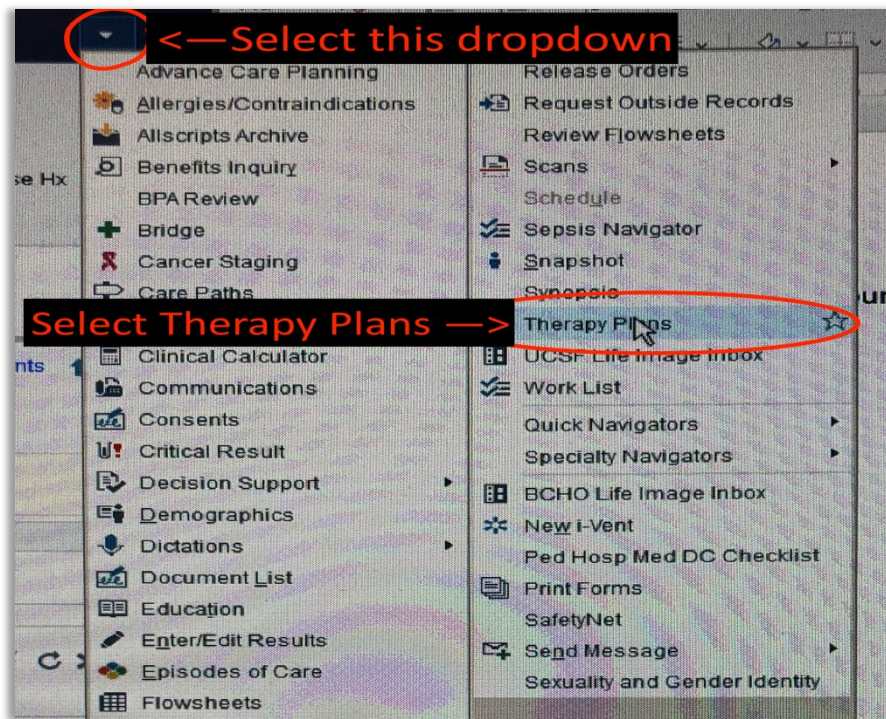 <—Select this dropdown
Advance Care Planning
Allergies/Contraindications
Allscripts Archive
Benefits Inquiry
BPA Review
Bridge
Cancer Staging
Care Paths
Select Therapy Plans —>
Clinical Calculator
Communications
Consents
Critical Result
Decision Support
Demographics
Dictations
Document List
Education
Enter/Edit Results
Episodes of Care
Flowsheets
Release Orders
Request Outside Records
Review Flowsheets
Scans
Schedule
Sepsis Navigator
Snapshot
Synopsis
Therapy Plans
UCSF Life Image Inbox
Work List
Quick Navigators
Specialty Navigators
BCHO Life Image Inbox
New i-Vent
Ped Hosp Med DC Checklist
Print Forms
SafetyNet
Send Message
Sexuality and Gender Identity
se Hx
nts
ur